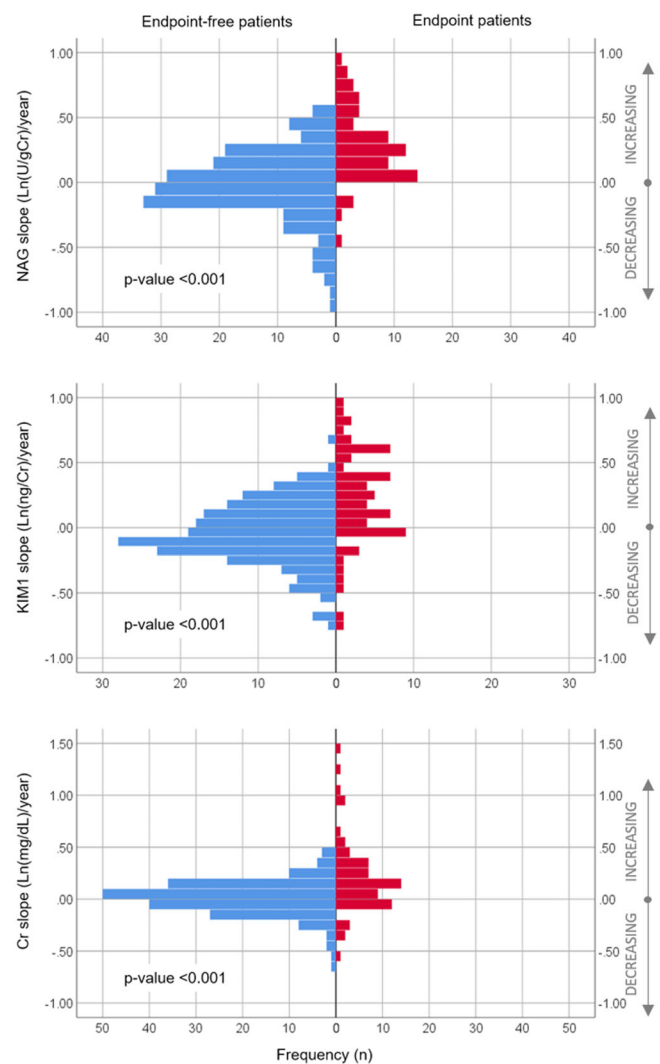 Endpoint-free patients Endpoint patients
1.00 1.00
.50 .50
.00 .00
-.50 -.50
-1.00 -1.00
NAG slope (Ln(U/gCr)/year)
p-value <0.001
INCREASING
DECREASING
40 30 20 10 0 10 20 30 40
1.00 1.00
.50 .50
.00 .00
-.50 -.50
-1.00 -1.00
KIM1 slope (Ln(ng/Cr)/year)
p-value <0.001
INCREASING
DECREASING
30 20 10 0 10 20 30
1.50 1.50
1.00 1.00
.50 .50
.00 .00
-.50 -.50
-1.00 -1.00
Cr slope (Ln(mg/dL)/year)
p-value <0.001
INCREASING
DECREASING
50 40 30 20 10 0 10 20 30 40 50
Frequency (n)